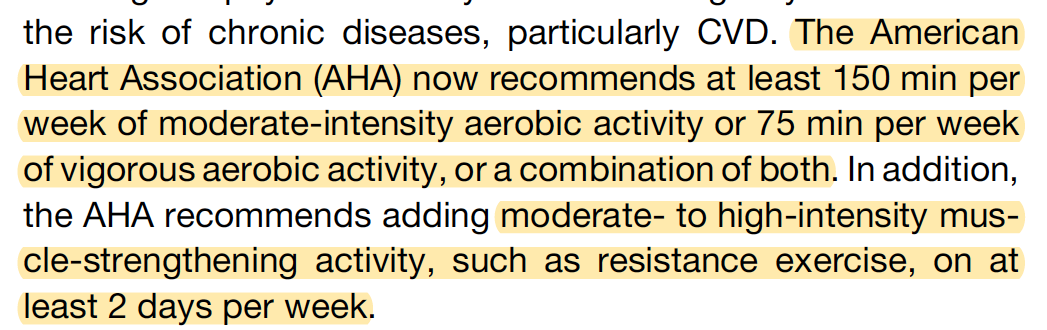 the risk of chronic diseases, particularly CVD. The American
Heart Association (AHA) now recommends at least 150 min per
week of moderate-intensity aerobic activity or 75 min per week
of vigorous aerobic activity, or a combination of both. In addition,
the AHA recommends adding moderate- to high-intensity mus-
cle-strengthening activity, such as resistance exercise, on at
least 2 days per week.